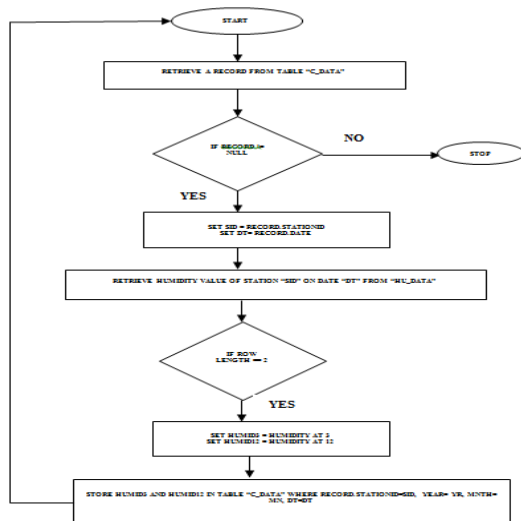 START
RETRIEVE A RECORD FROM TABLE "C_DATA"
IF RECORD.!=
NULL
NO
STOP
YES
SET SID = RECORD.STATIONID
SET DT= RECORD.DATE
RETRIEVE HUMIDITY VALUE OF STATION "SID" ON DATE "DT" FROM "HU_DATA"
IF ROW
LENGTH == 2
YES
SET HUMID3 = HUMIDITY AT 3
SET HUMID12 = HUMIDITY AT 12
STORE HUMID3 AND HUMID12 IN TABLE "C_DATA" WHERE RECORD.STATIONID=SID, YEAR= YR, MNTH=
MN, DT=DT